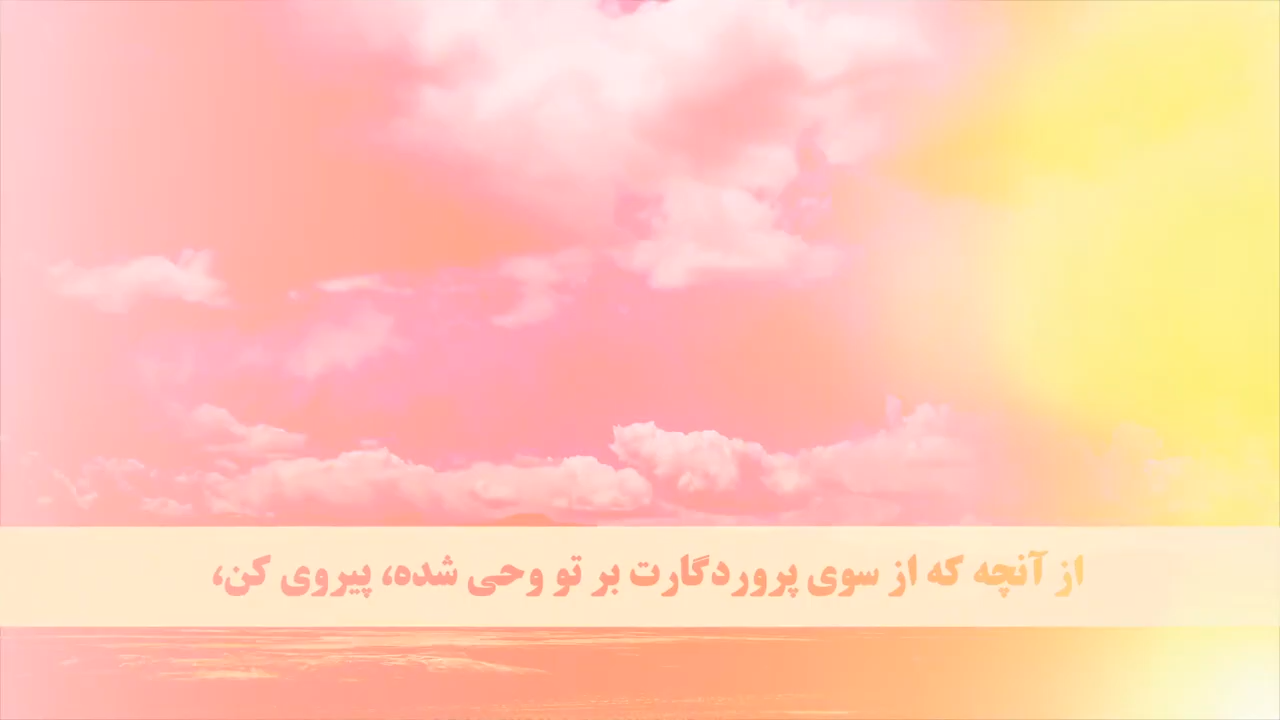 از آنچه که از سوی پروردگارت بر تو وحی شده، پیروی کن،